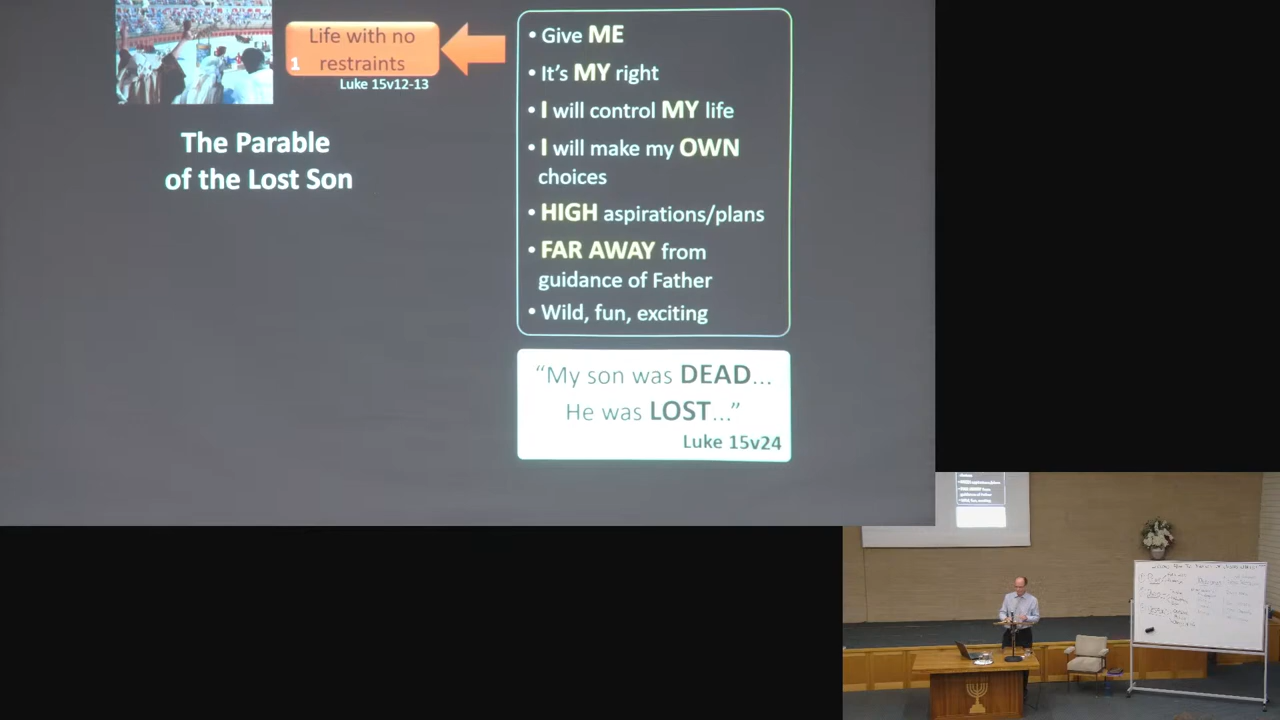 Life with no
1 restraints
Luke 15v12-13
The Parable
of the Lost Son
• Give ME
• It's MY right
• I will control MY life
• I will make my OWN
choices
• HIGH aspirations/plans
• FAR AWAY from
guidance of Father
• Wild, fun, exciting
"My son was DEAD...
He was LOST..."
Luke 15v24